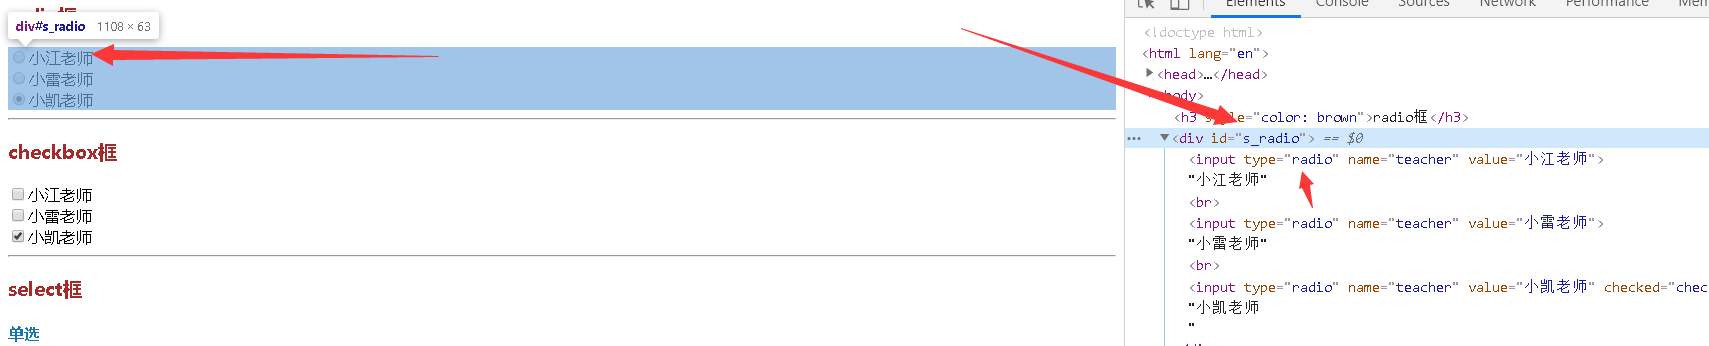 div#s_radio 1108 × 63
小江老师
小雷老师
小凯老师
checkbox框
小江老师
小雷老师
小凯老师
select框
单选
Elements Console Sources Network Performance Mem
<!doctype html>
<html lang="en">
<head>…</head>
body>
<h3 style="color: brown">radio框</h3>
<div id="s_radio"> == $0
<input type="radio" name="teacher" value="小江老师">
"小江老师"
<br>
<input type="radio" name="teacher" value="小雷老师">
"小雷老师"
<br>
<input type="radio" name="teacher" value="小凯老师" checked="chec
"小凯老师
"